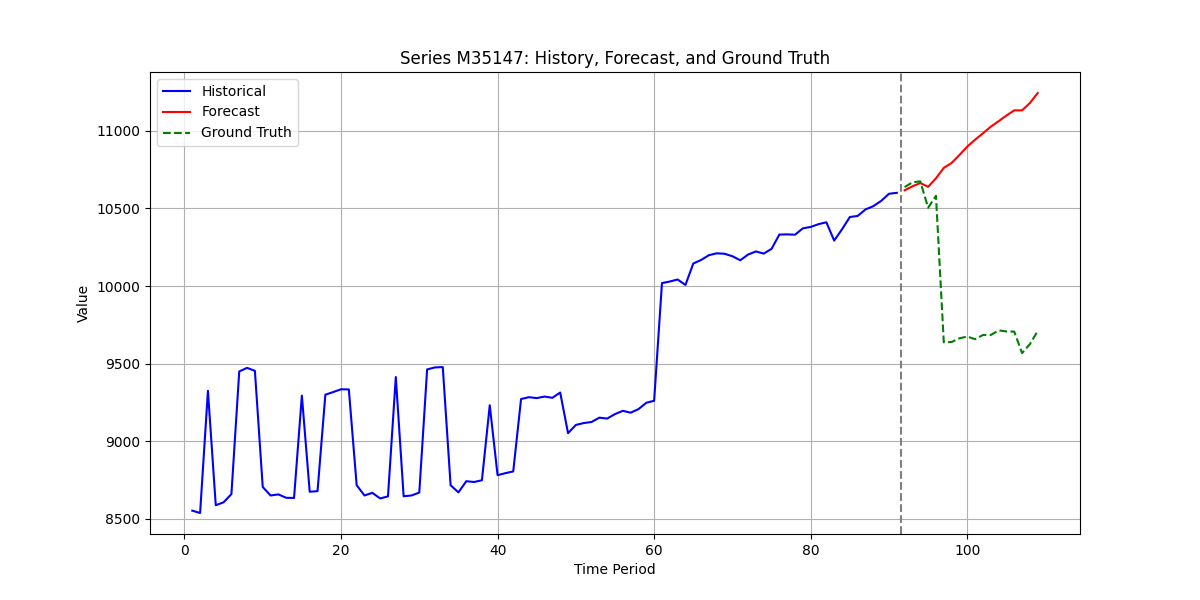 Series M35147: History, Forecast, and Ground Truth
Historical
Forecast
Ground Truth
Value
11000
10500
10000
9500
9000
8500
0 20 40 60 80 100
Time Period